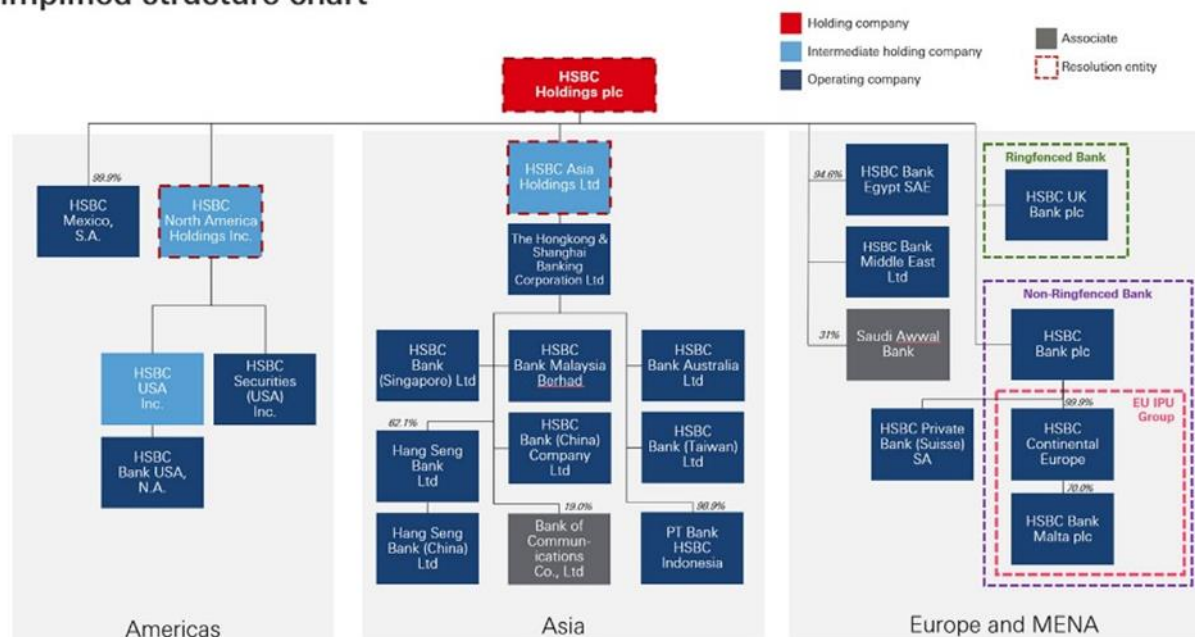 Holding company
Intermediate holding company
Operating company
Associate
Resolution entity
HSBC
Holdings plc
99.9%
HSBC
Mexico,
S.A.
HSBC
North America
Holdings Inc.
HSBC
USA
Inc.
HSBC
Securities
(USA)
Inc.
HSBC
Bank USA,
N.A.
Americas
HSBC Asia
Holdings Ltd
The Hongkong &
Shanghai
Banking
Corporation Ltd
HSBC
Bank
(Singapore) Ltd
HSBC
Bank Malaysia
Berhad
HSBC
Bank Australia
Ltd
62.1%
Hang Seng
Bank
Ltd
HSBC
Bank (China)
Company
Ltd
HSBC
Bank (Taiwan)
Ltd
Hang Seng
Bank (China)
Ltd
19.0%
Bank of
Commun-
ications
Co., Ltd
98.9%
PT Bank
HSBC
Indonesia
Asia
94.6%
HSBC Bank
Egypt SAE
HSBC Bank
Middle East
Ltd
31%
Saudi Awwal
Bank
Ringfenced Bank
HSBC UK
Bank plc
Non-Ringfenced Bank
HSBC
Bank plc
HSBC Private
Bank (Suisse)
SA
EU IPU
Group
99.9%
HSBC
Continental
Europe
70.0%
HSBC Bank
Malta plc
Europe and MENA